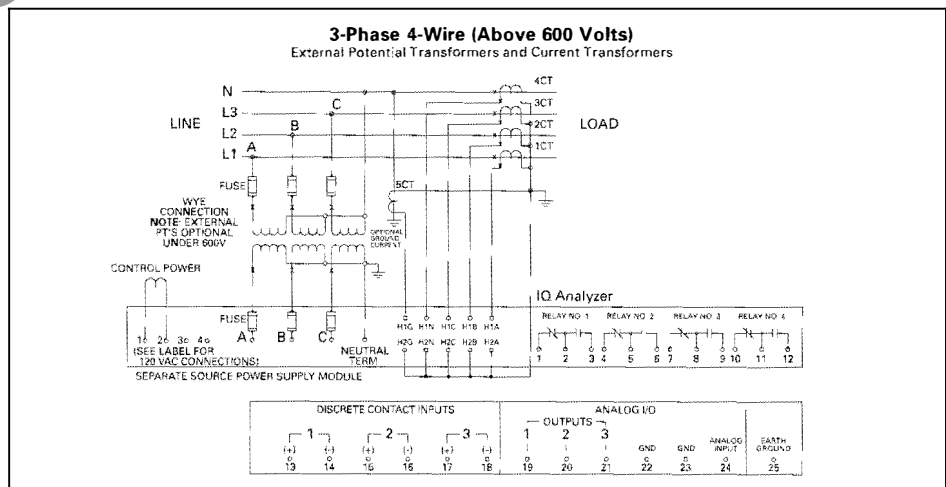 3-Phase 4-Wire (Above 600 Volts)
External Potential Transformers and Current Transformers
N
4CT
3CT
L3
C
LINE
2CT
LOAD
B
L2
1CT
L1
A
FUSE
5CT
WYE
CONNECTION
NOTE: EXTERNAL
PT'S OPTIONAL
UNDER 600V
OPTIONAL
GROUND
CURRENT
CONTROL POWER
IQ Analyzer
FUSE
H1G H1N H1C H1B H1A
RELAY NO 1 RELAY NO 2 RELAY NO 3 RELAY NO 4
1 2 3 4
A B C
H2G H2N H2C H2B H2A
(SEE LABEL FOR
120 VAC CONNECTIONS)
NEUTRAL
TERM
1 2 3 4 5 6 7 8 9 10 11 12
SEPARATE SOURCE POWER SUPPLY MODULE
DISCRETE CONTACT INPUTS
ANALOG I/O
OUTPUTS
1 2 3
1 2 3
(+) (-) (+) (-) (+) (-)
GND GND ANALOG INPUT EARTH GROUND
13 14 15 16 17 18 19 20 21 22 23 24 25